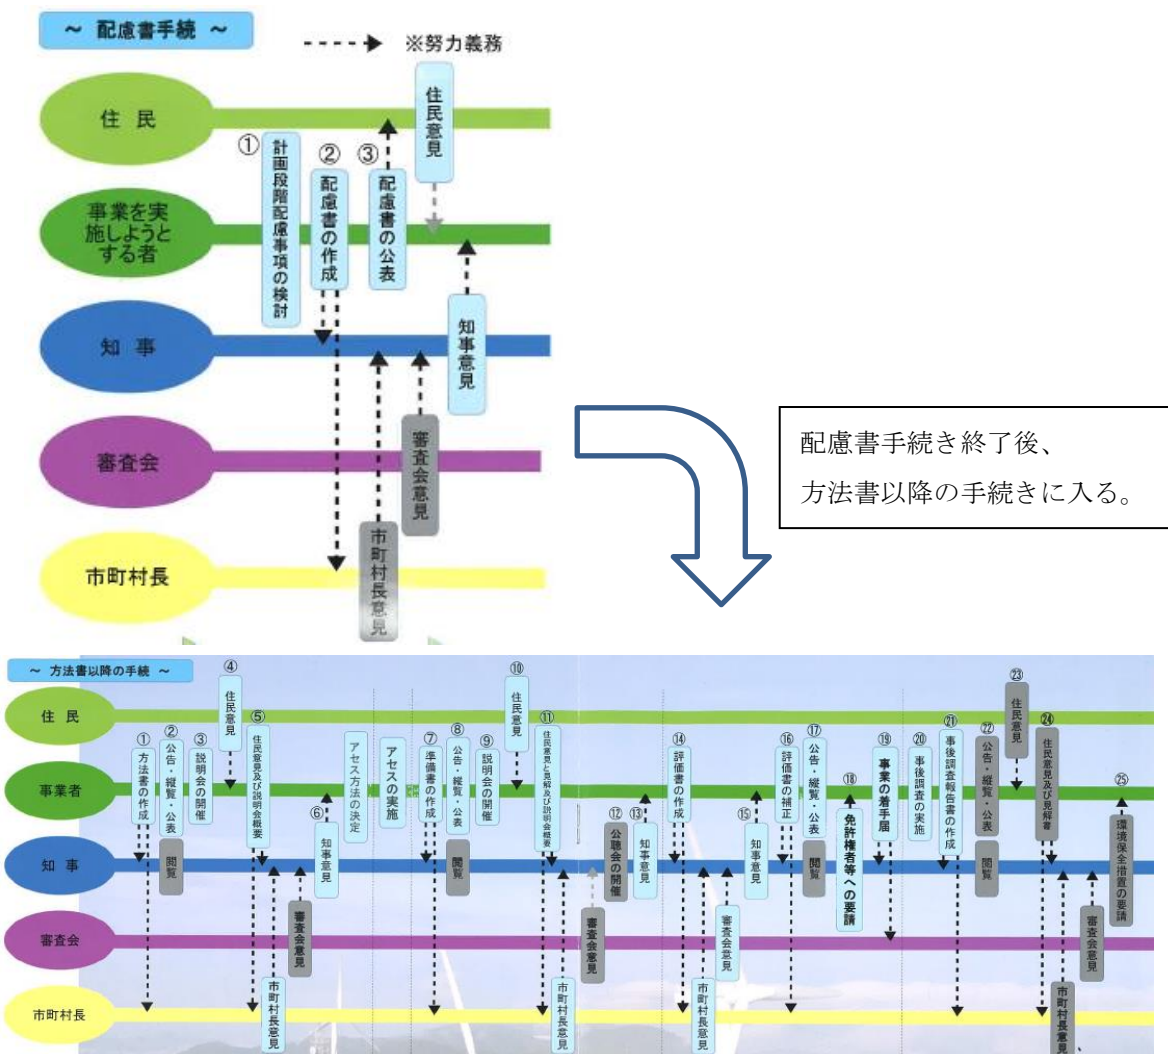 ～ 配慮書手続 ～
※努力義務
住 民
事業を実
施しようと
する者
知 事
審査会
市町村長
①
計画段階配慮事項の検討
②
配慮書の作成
③
配慮書の公表
住民意見
知事意見
審査会意見
市町村長意見
配慮書手続き終了後、
方法書以降の手続きに入る。
～ 方法書以降の手続 ～
住 民
事業者
知 事
審査会
市町村長
①
方法書の作成
②
公告・縦覧・公表
閲覧
③
説明会の開催
④
住民意見
⑤
住民意見及び説明会概要
市町村長意見
審査会意見
⑥
知事意見
アセス方法の決定
アセスの実施
⑦
準備書の作成
⑧
公告・縦覧・公表
閲覧
⑨
説明会の開催
⑩
住民意見
⑪
住民意見と見解及び説明会概要
市町村長意見
審査会意見
⑫
公聴会の開催
⑬
知事意見
⑭
評価書の作成
市町村長意見
審査会意見
⑮
知事意見
⑯
評価書の補正
⑰
公告・縦覧・公表
閲覧
⑱
免許権者等への要請
⑲
事業の着手届
⑳
事後調査の実施
㉑
事後調査報告書の作成
㉒
公告・縦覧・公表
閲覧
㉓
住民意見
㉔
住民意見及び見解書
市町村長意見
、
審査会意見
㉕
環境保全措置の要請